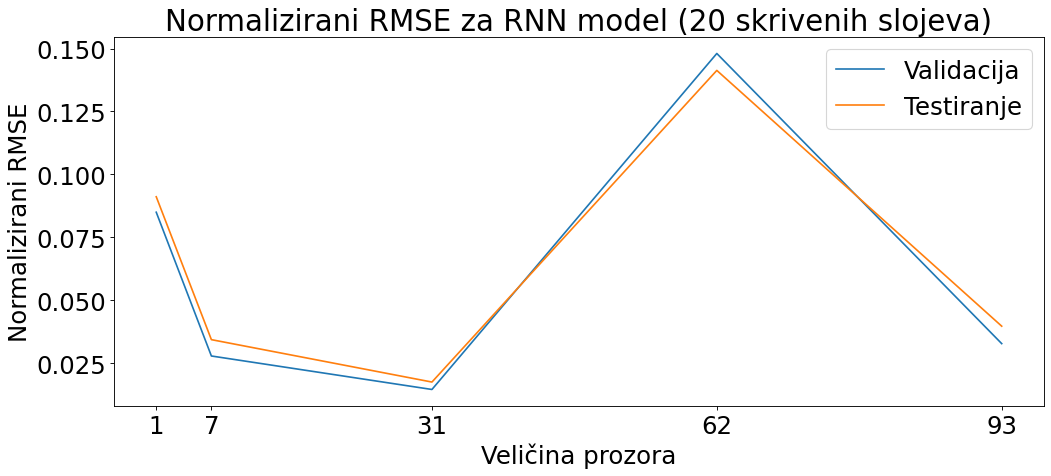 Normalizirani RMSE za RNN model (20 skrivenih slojeva)
Normalizirani RMSE
0.150
0.125
0.100
0.075
0.050
0.025
Validacija
Testiranje
1 7 31 62 93
Veličina prozora